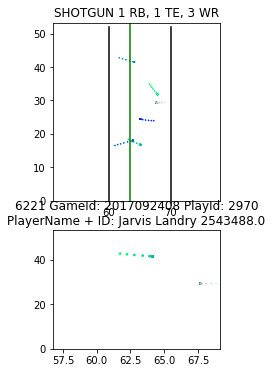 SHOTGUN 1 RB, 1 TE, 3 WR
50
40
30
20
10
0
60 70
6221 GameId: 2017092408 PlayId: 2970
PlayerName + ID: Jarvis Landry 2543488.0
40
20
0
57.5 60.0 62.5 65.0 67.5